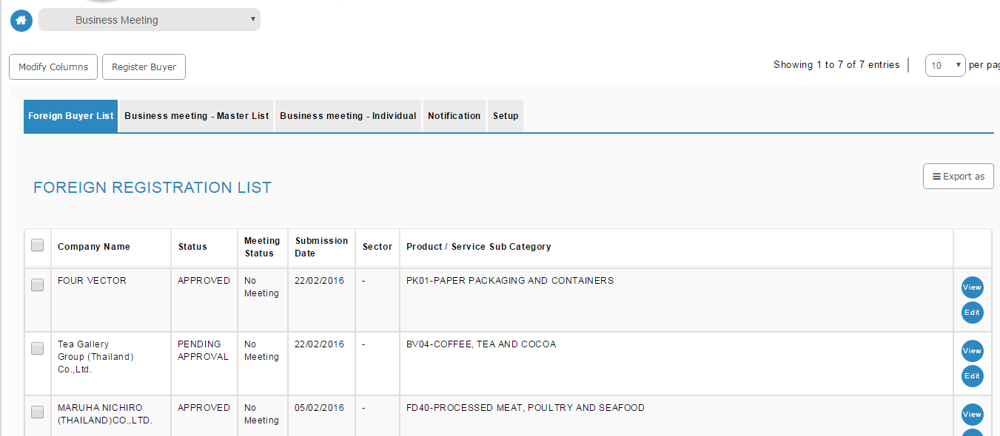 Business Meeting
Modify Columns Register Buyer Showing 1 to 7 of 7 entries 10 per pag
Foreign Buyer List Business meeting - Master List Business meeting - Individual Notification Setup
Export as
FOREIGN REGISTRATION LIST
Company Name Status Meeting Status Submission Date Sector Product / Service Sub Category
FOUR VECTOR APPROVED No Meeting 22/02/2016 - PK01-PAPER PACKAGING AND CONTAINERS View
Edit
Tea Gallery Group (Thailand) Co.,Ltd. PENDING APPROVAL No Meeting 22/02/2016 - BV04-COFFEE, TEA AND COCOA View
Edit
MARUHA NICHIRO (THAILAND)CO.,LTD. APPROVED No Meeting 05/02/2016 - FD40-PROCESSED MEAT, POULTRY AND SEAFOOD View